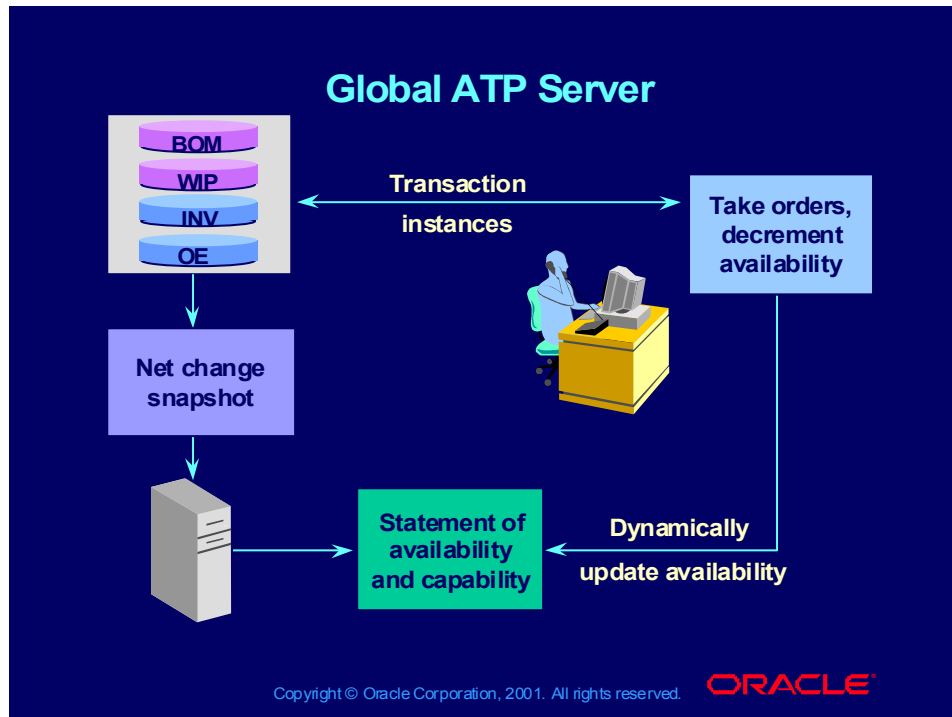 Global ATP Server
BOM
WIP
INV
OE
Transaction
instances
Take orders,
decrement
availability
Net change
snapshot
Statement of
availability
and capability
Dynamically
update availability
Copyright © Oracle Corporation, 2001. All rights reserved.
ORACLE®